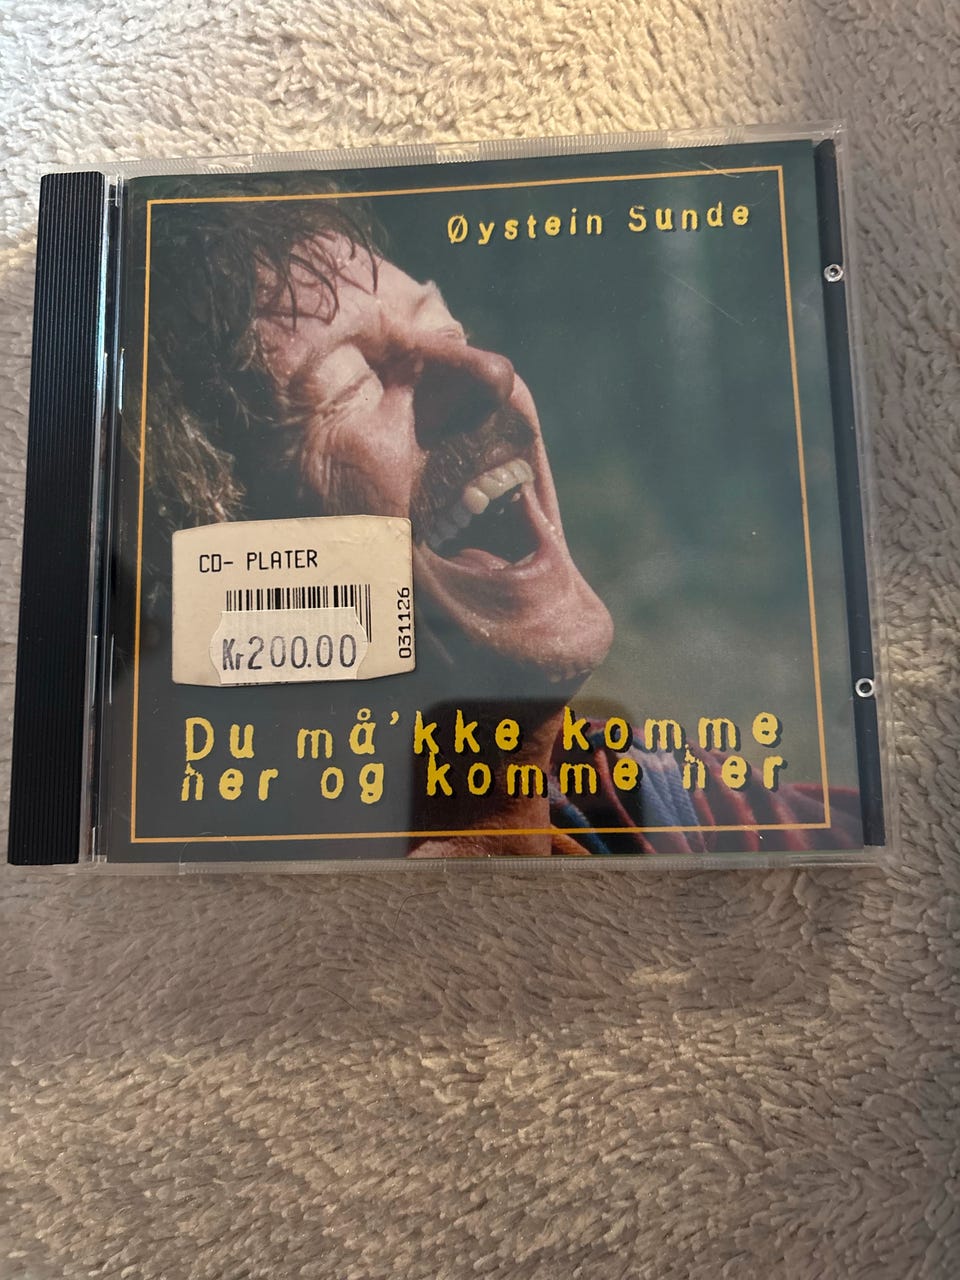 Øystein Sunde
CD- PLATER
031126
Kr200.00
Du må'kke komme
her og komme her